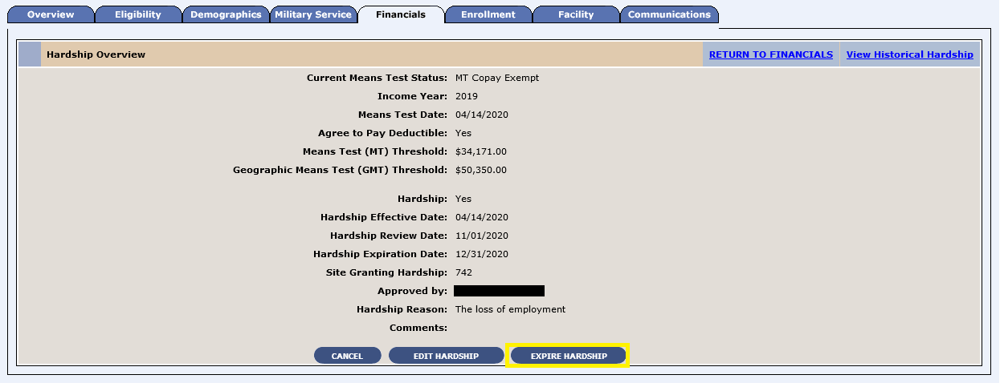 Overview Eligibility Demographics Military Service Financials Enrollment Facility Communications
Hardship Overview RETURN TO FINANCIALS View Historical Hardship
Current Means Test Status: MT Copay Exempt
Income Year: 2019
Means Test Date: 04/14/2020
Agree to Pay Deductible: Yes
Means Test (MT) Threshold: $34,171.00
Geographic Means Test (GMT) Threshold: $50,350.00
Hardship: Yes
Hardship Effective Date: 04/14/2020
Hardship Review Date: 11/01/2020
Hardship Expiration Date: 12/31/2020
Site Granting Hardship: 742
Approved by:
Hardship Reason: The loss of employment
Comments:
CANCEL EDIT HARDSHIP EXPIRE HARDSHIP